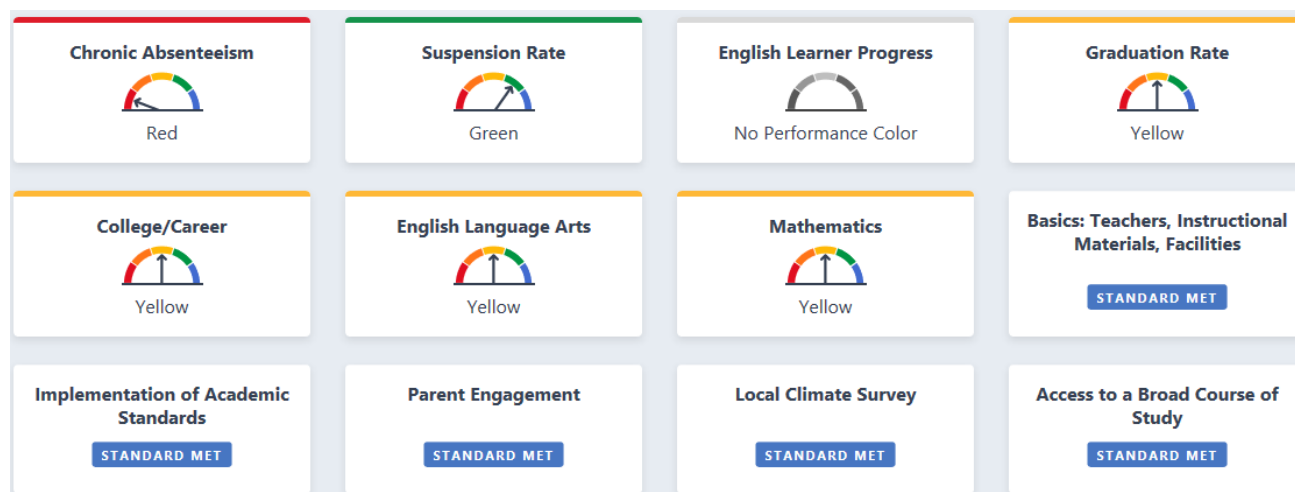 Chronic Absenteeism
Red
Suspension Rate
Green
English Learner Progress
No Performance Color
Graduation Rate
Yellow
College/Career
Yellow
English Language Arts
Yellow
Mathematics
Yellow
Basics: Teachers, Instructional
Materials, Facilities
STANDARD MET
Implementation of Academic
Standards
STANDARD MET
Parent Engagement
STANDARD MET
Local Climate Survey
STANDARD MET
Access to a Broad Course of
Study
STANDARD MET